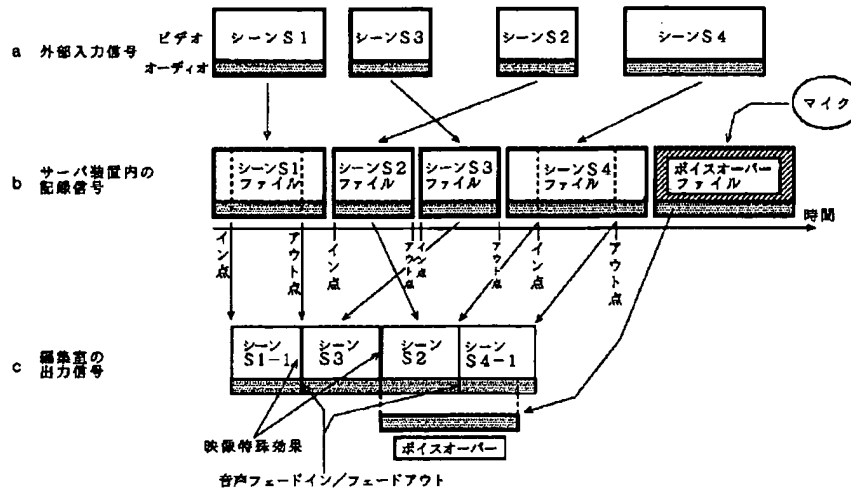 ビデオ
オーディオ
a 外部入力信号
シーンS1
シーンS3
シーンS2
シーンS4
マイク
b サーバ装置内の
記録信号
シーンS1
ファイル
シーンS2
ファイル
シーンS3
ファイル
シーンS4
ファイル
ボイスオーバー
ファイル
時間
イン点
アウト点
イン点
アウト点
イン点
アウト点
イン点
アウト点
c 編集室の
出力信号
シーン
S1-1
シーン
S3
シーン
S2
シーン
S4-1
映像特殊効果
ボイスオーバー
音声フェードイン/フェードアウト